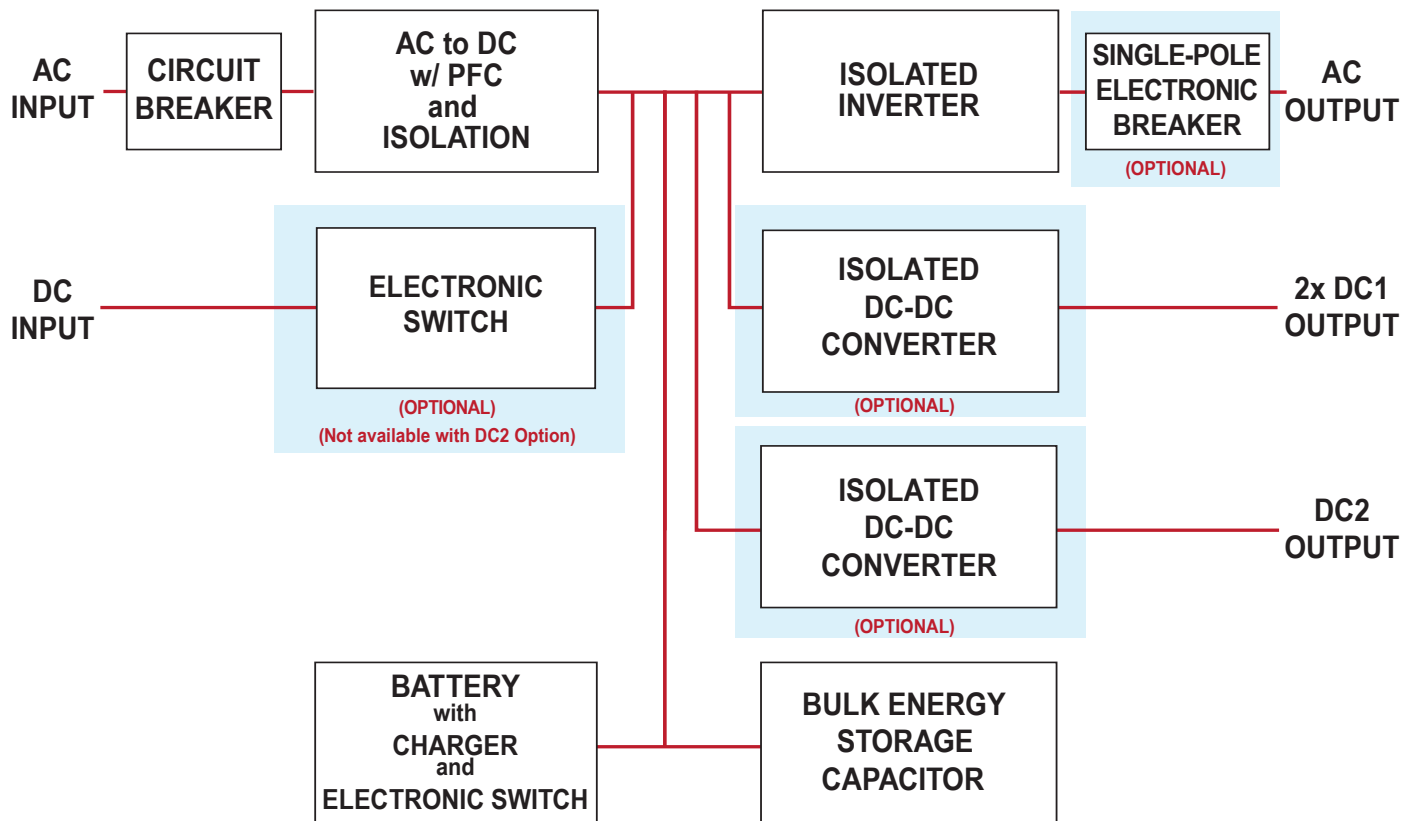 AC
INPUT
CIRCUIT
BREAKER
AC to DC
w/ PFC
and
ISOLATION
ISOLATED
INVERTER
SINGLE-POLE
ELECTRONIC
BREAKER
(OPTIONAL)
AC
OUTPUT
DC
INPUT
ELECTRONIC
SWITCH
(OPTIONAL)
(Not available with DC2 Option)
ISOLATED
DC-DC
CONVERTER
(OPTIONAL)
2x DC1
OUTPUT
ISOLATED
DC-DC
CONVERTER
(OPTIONAL)
DC2
OUTPUT
BATTERY
with
CHARGER
and
ELECTRONIC SWITCH
BULK ENERGY
STORAGE
CAPACITOR